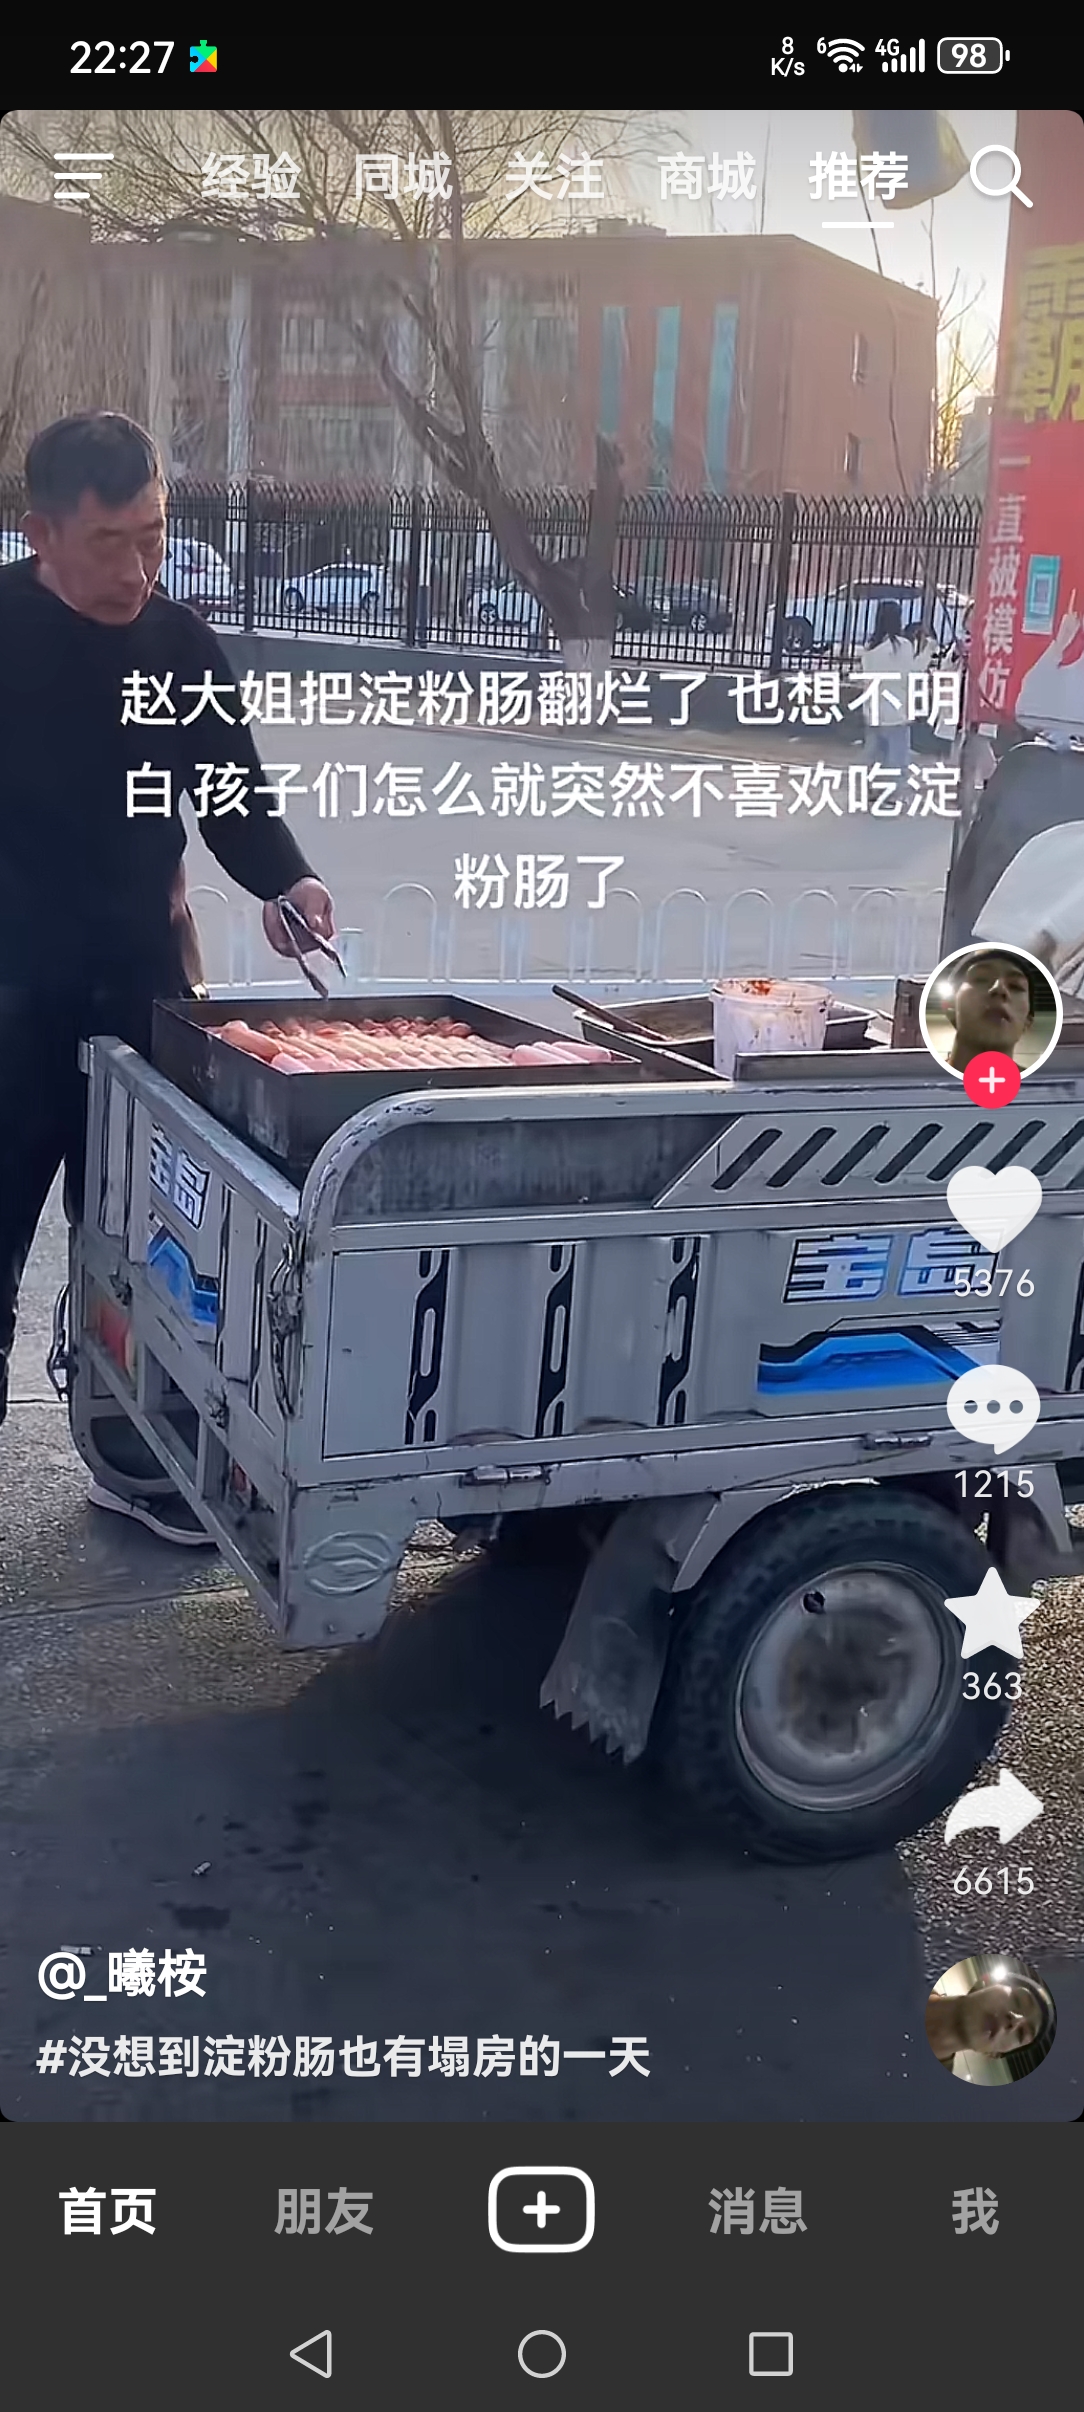 22:27
8
K/s
6
4G
98
经验 同城 关注 商城 推荐
霸
一直被模仿
赵大姐把淀粉肠翻烂了 也想不明
白 孩子们怎么就突然不喜欢吃淀
粉肠了
宝岛
宝岛
5376
1215
363
6615
@_曦桉
#没想到淀粉肠也有塌房的一天
首页 朋友 消息 我